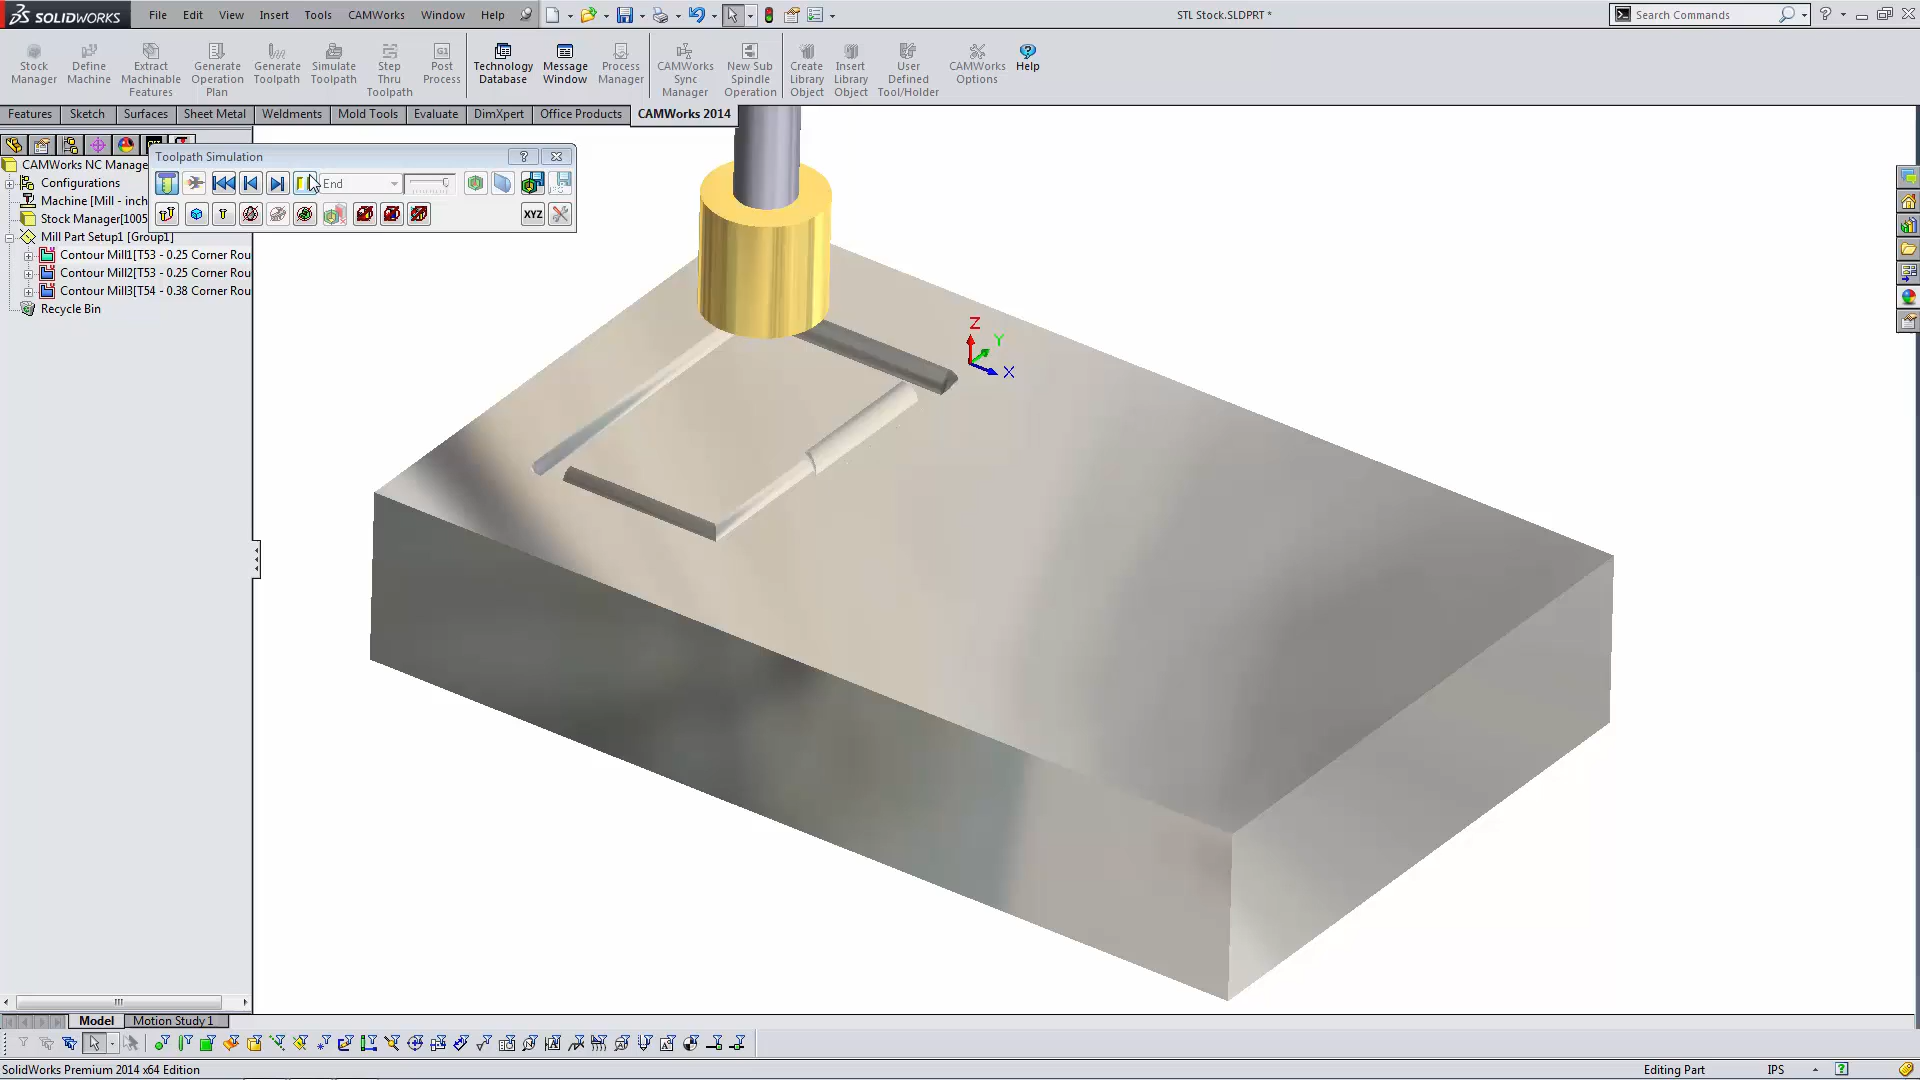 SOLIDWORKS File Edit View Insert Tools CAMWorks Window Help STL Stock.SLDPRT * Search Commands
Stock Manager
Define Machine
Extract Machinable Features
Generate Operation Plan
Generate Toolpath
Simulate Toolpath
Step Thru Toolpath
G1
Post Process
Technology Database
Message Window
Process Manager
CAMWorks Sync Manager
New Sub Spindle Operation
Create Library Object
Insert Library Object
User Defined Tool/Holder
CAMWorks Options
Help
Features Sketch Surfaces Sheet Metal Weldments Mold Tools Evaluate DimXpert Office Products CAMWorks 2014
Toolpath Simulation
End
XYZ
CAMWorks NC Manage
Configurations
Machine [Mill - inch
Stock Manager[1005
Mill Part Setup1 [Group1]
Contour Mill1[T53 - 0.25 Corner Rou
Contour Mill2[T53 - 0.25 Corner Rou
Contour Mill3[T54 - 0.38 Corner Rou
Recycle Bin
Z
Y
X
Model Motion Study 1
SolidWorks Premium 2014 x64 Edition Editing Part IPS